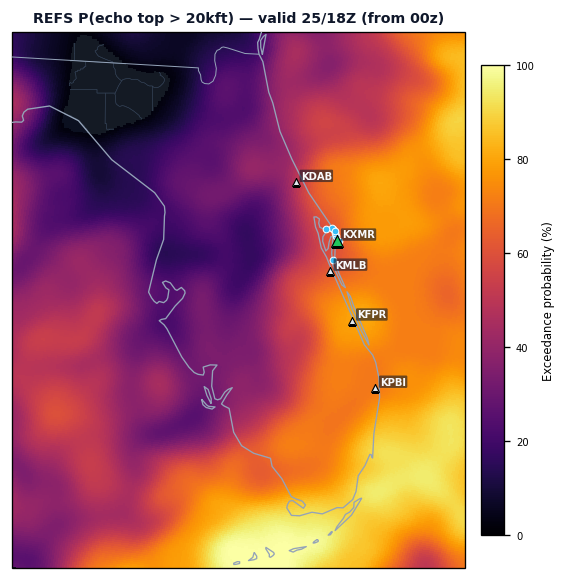 REFS P(echo top > 20kft) — valid 25/18Z (from 00z)
KDAB
KXMR
KMLB
KFPR
KPBI
100
80
60
40
20
0
Exceedance probability (%)